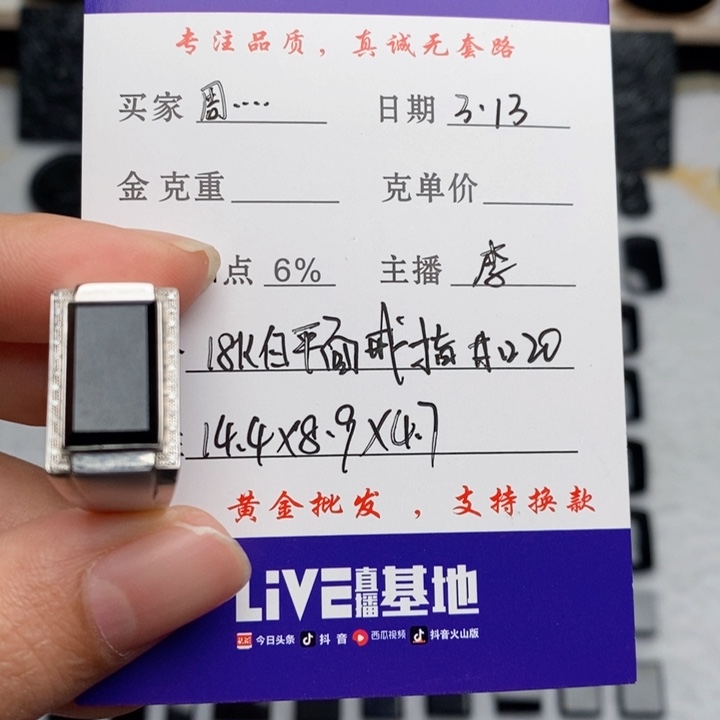 专注品质，真诚无套路
买家 周.... 日期 3.13
金 克重 克单价
点 6% 主播 李
18K白平面戒指 20
14.4X8.9X4.7
黄金批发，支持换款
LiVE直播基地
头条 今日头条 抖音 西瓜视频 抖音火山版